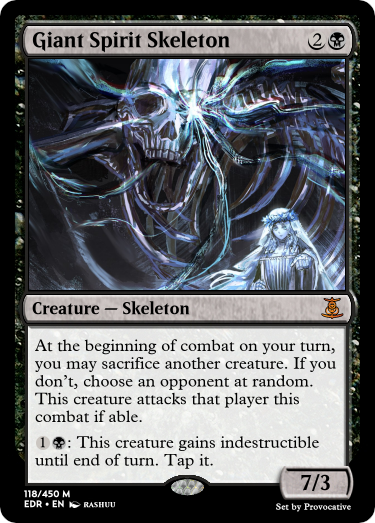 Giant Spirit Skeleton 2
Creature — Skeleton
At the beginning of combat on your turn,
you may sacrifice another creature. If you
don't, choose an opponent at random.
This creature attacks that player this
combat if able.
1 : This creature gains indestructible
until end of turn. Tap it.
7/3
118/450 M
EDR • EN RASHUU
Set by Provocative